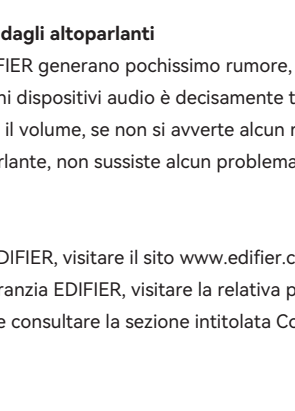 dagli altoparlanti
FIER generano pochissimo rumore,
ni dispositivi audio è decisamente t
il volume, se non si avverte alcun r
rlante, non sussiste alcun problema
DIFIER, visitare il sito www.edifier.c
ranzia EDIFIER, visitare la relativa p
e consultare la sezione intitolata Co